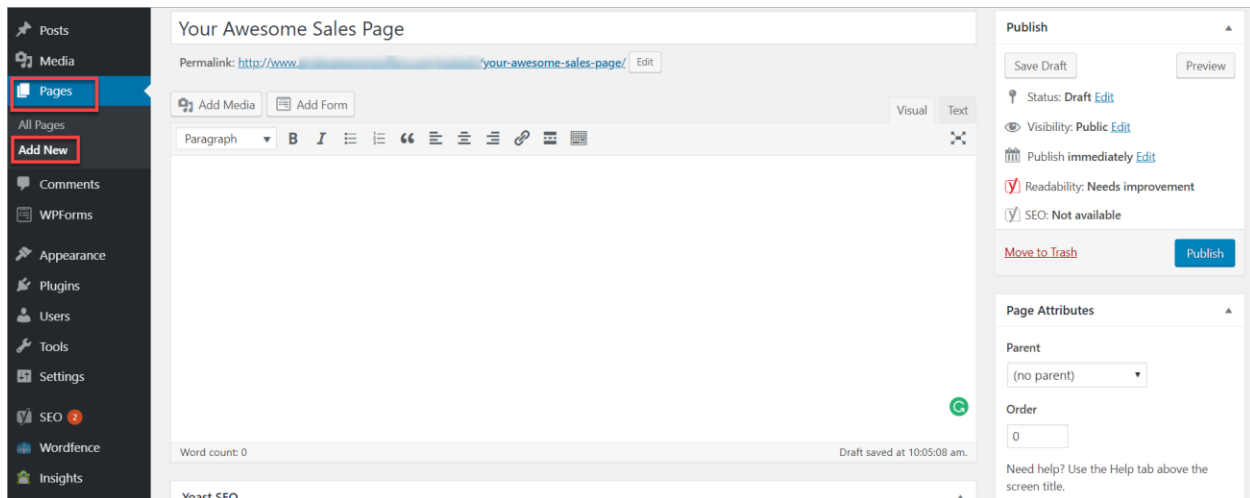 Posts
Media
Pages
All Pages
Add New
Comments
WPForms
Appearance
Plugins
Users
Tools
Settings
SEO 2
Wordfence
Insights
Your Awesome Sales Page
Permalink: http://www. /your-awesome-sales-page/ Edit
Add Media Add Form
Visual Text
Paragraph B I
Word count: 0 Draft saved at 10:05:08 am.
Yoast SEO
Publish
Save Draft Preview
Status: Draft Edit
Visibility: Public Edit
Publish immediately Edit
Readability: Needs improvement
SEO: Not available
Move to Trash Publish
Page Attributes
Parent
(no parent)
Order
0
Need help? Use the Help tab above the
screen title.